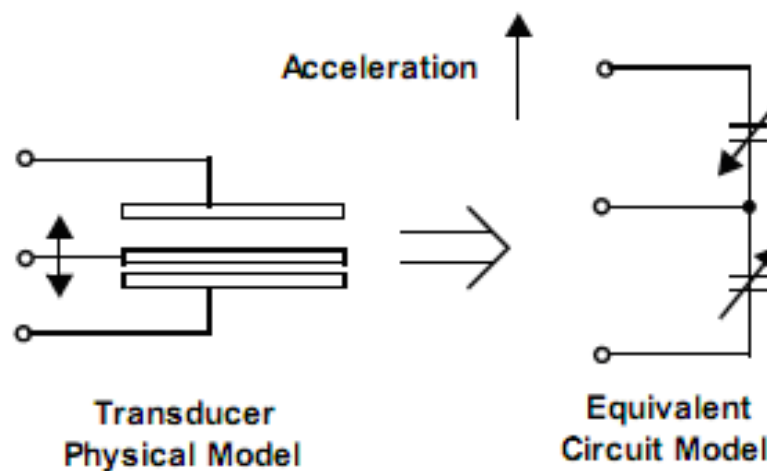 Acceleration
Transducer
Physical Model
Equivalent
Circuit Model